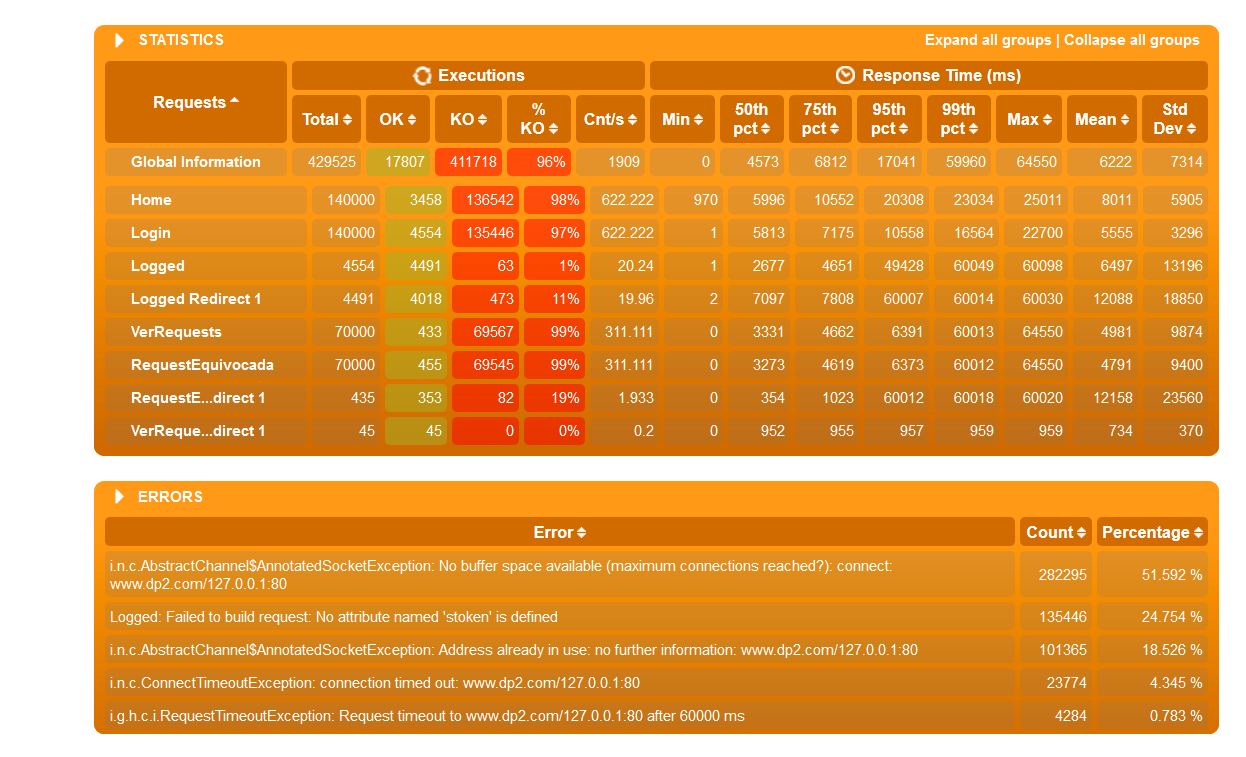 STATISTICS Expand all groups | Collapse all groups
Requests Executions Response Time (ms)
Total OK KO % KO Cnt/s Min 50th pct 75th pct 95th pct 99th pct Max Mean Std Dev
Global Information 429525 17807 411718 96% 1909 0 4573 6812 17041 59960 64550 6222 7314
Home 140000 3458 136542 98% 622.222 970 5996 10552 20308 23034 25011 8011 5905
Login 140000 4554 135446 97% 622.222 1 5813 7175 10558 16564 22700 5555 3296
Logged 4554 4491 63 1% 20.24 1 2677 4651 49428 60049 60098 6497 13196
Logged Redirect 1 4491 4018 473 11% 19.96 2 7097 7808 60007 60014 60030 12088 18850
VerRequests 70000 433 69567 99% 311.111 0 3331 4662 6391 60013 64550 4981 9874
RequestEquivocada 70000 455 69545 99% 311.111 0 3273 4619 6373 60012 64550 4791 9400
RequestE...direct 1 435 353 82 19% 1.933 0 354 1023 60012 60018 60020 12158 23560
VerReque...direct 1 45 45 0 0% 0.2 0 952 955 957 959 959 734 370
ERRORS
Error Count Percentage
i.n.c.AbstractChannel$AnnotatedSocketException: No buffer space available (maximum connections reached?): connect:
www.dp2.com/127.0.0.1:80 282295 51.592 %
Logged: Failed to build request: No attribute named 'stoken' is defined 135446 24.754 %
i.n.c.AbstractChannel$AnnotatedSocketException: Address already in use: no further information: www.dp2.com/127.0.0.1:80 101365 18.526 %
i.n.c.ConnectTimeoutException: connection timed out: www.dp2.com/127.0.0.1:80 23774 4.345 %
i.g.h.c.i.RequestTimeoutException: Request timeout to www.dp2.com/127.0.0.1:80 after 60000 ms 4284 0.783 %